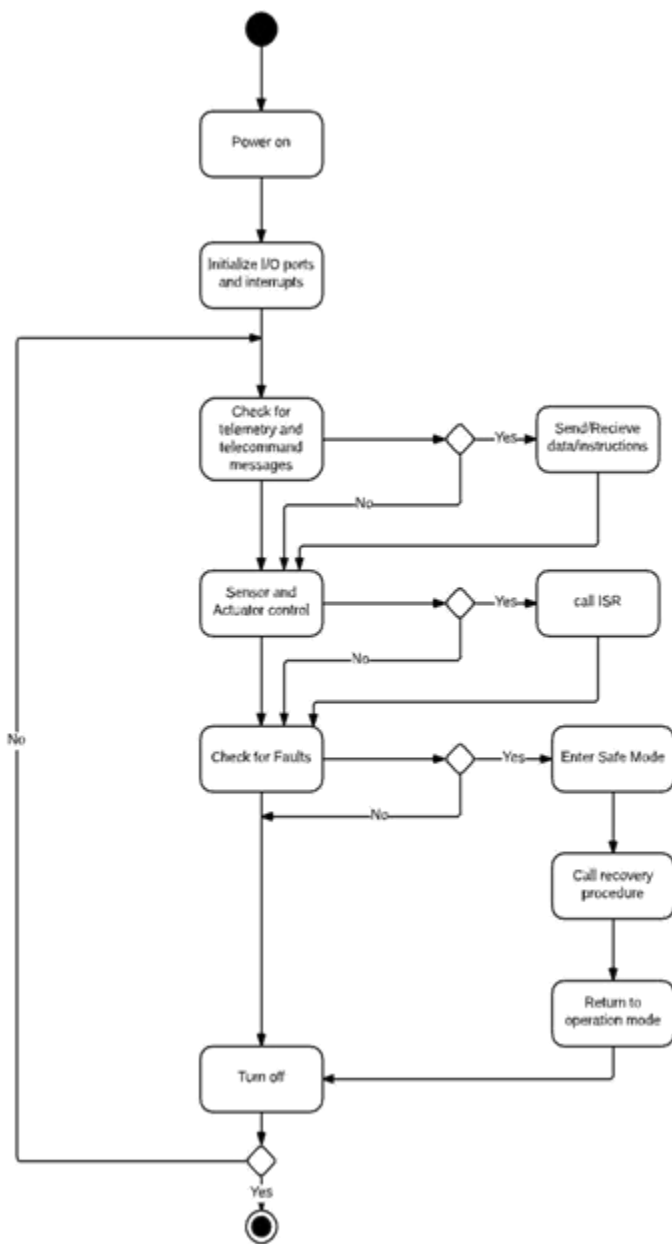 Power on
Initialize I/O ports
and interrupts
Check for
telemetry and
telecommand
messages
Yes
Send/Recieve
data/instructions
No
Sensor and
Actuator control
Yes
call ISR
No
No
Check for Faults
Yes
Enter Safe Mode
No
Call recovery
procedure
Return to
operation mode
Turn off
Yes